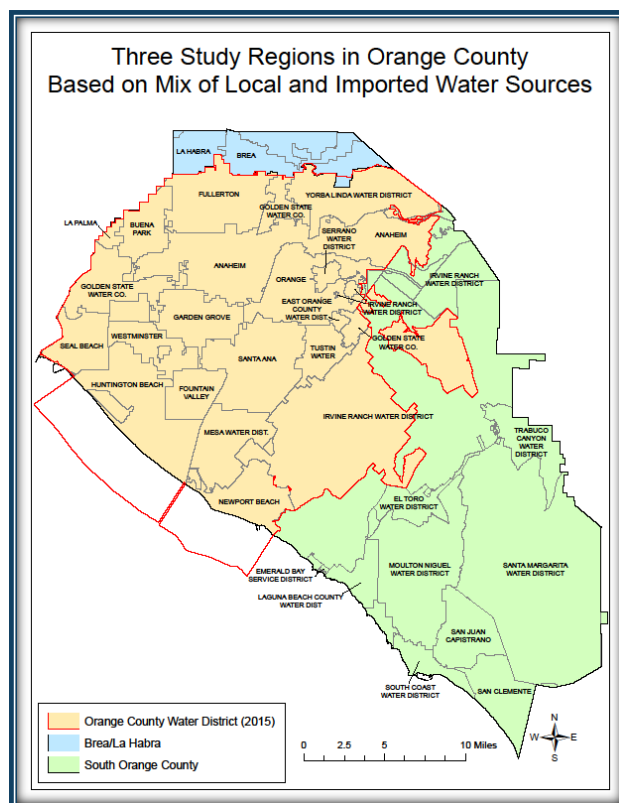 Three Study Regions in Orange County
Based on Mix of Local and Imported Water Sources
LA HABRA
BREA
FULLERTON
YORBA LINDA WATER DISTRICT
GOLDEN STATE
WATER CO.
LA PALMA
BUENA
PARK
SERRANO
WATER
DISTRICT
ANAHEIM
ANAHEIM
ORANGE
IRVINE RANCH
WATER DISTRICT
GOLDEN STATE
WATER CO.
EAST ORANGE
COUNTY
WATER DIST.
IRVINE RANCH
WATER DISTRICT
GARDEN GROVE
GOLDEN STATE
WATER CO.
WESTMINSTER
SEAL BEACH
TUSTIN
WATER
SANTA ANA
HUNTINGTON BEACH
FOUNTAIN
VALLEY
IRVINE RANCH WATER DISTRICT
MESA WATER DIST.
TRABUCO
CANYON
WATER
DISTRICT
NEWPORT BEACH
EL TORO
WATER DISTRICT
EMERALD BAY
SERVICE DISTRICT
MOULTON NIGUEL
WATER DISTRICT
SANTA MARGARITA
WATER DISTRICT
LAGUNA BEACH COUNTY
WATER DIST
SAN JUAN
CAPISTRANO
SOUTH COAST
WATER DISTRICT
SAN CLEMENTE
Orange County Water District (2015)
Brea/La Habra
South Orange County
0 2.5 5 10 Miles
N
W E
S